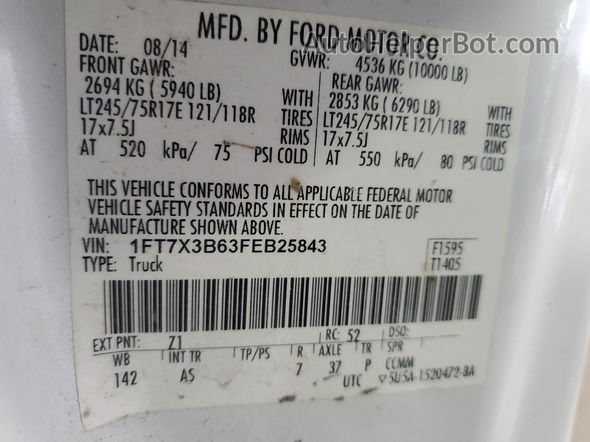 MFD. BY FORD MOTOR CO.
AutoHelperBot.com
DATE: 08/14
GVWR: 4536 KG (10000 LB)
FRONT GAWR:
REAR GAWR:
2694 KG ( 5940 LB) WITH
2853 KG ( 6290 LB) WITH
LT245/75R17E 121/118R TIRES
LT245/75R17E 121/118R TIRES
17x7.5J RIMS
17x7.5J RIMS
AT 520 kPa/ 75 PSI COLD
AT 550 kPa/ 80 PSI COLD
THIS VEHICLE CONFORMS TO ALL APPLICABLE FEDERAL MOTOR
VEHICLE SAFETY STANDARDS IN EFFECT ON THE DATE OF
MANUFACTURE SHOWN ABOVE.
VIN: 1FT7X3B63FEB25843
F1595
TYPE: Truck
T1405
EXT PNT: Z1 RC: 52 DSO:
WB INT TR TP/PS R AXLE TR SPR
142 AS 7 37 P CCMM
UTC ▽5U5A-1520472-BA